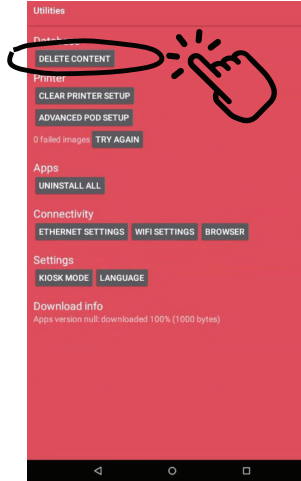 Utilities
Database
DELETE CONTENT
Printer
CLEAR PRINTER SETUP
ADVANCED POD SETUP
0 failed images TRY AGAIN
Apps
UNINSTALL ALL
Connectivity
ETHERNET SETTINGS WIFI SETTINGS BROWSER
Settings
KIOSK MODE LANGUAGE
Download info
Apps version null: downloaded 100% (1000 bytes)